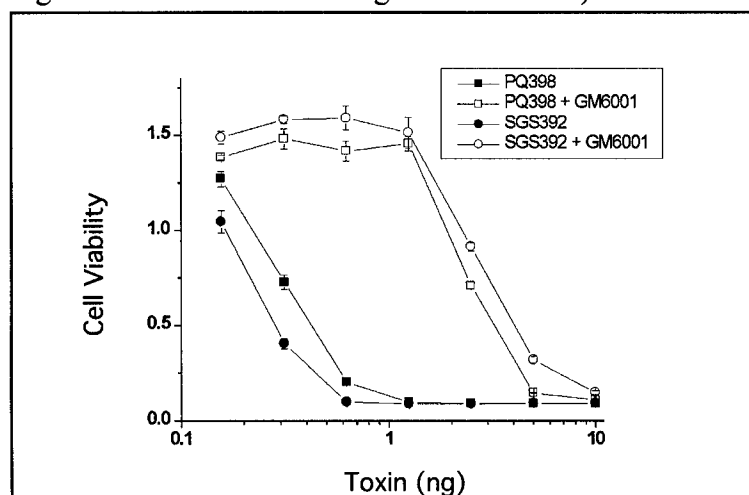 PQ398
PQ398 + GM6001
SGS392
SGS392 + GM6001
1.5
1.0
0.5
0.0
0.1
1
10
Cell Viability
Toxin (ng)